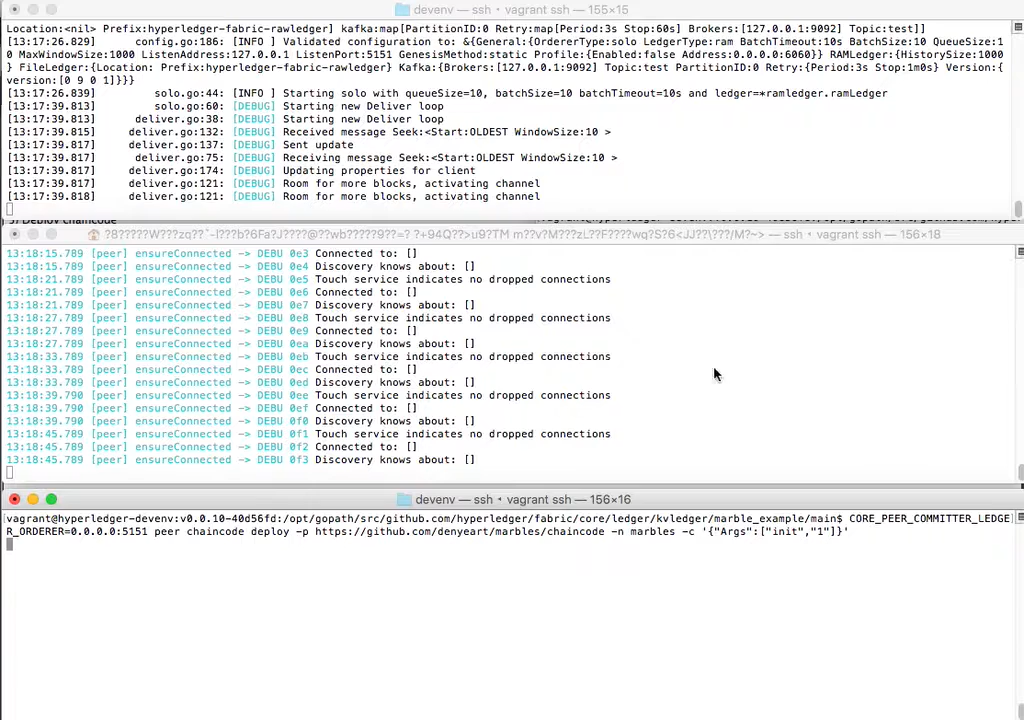 devenv — ssh • vagrant ssh — 156×15
Location:<nil> Prefix:hyperledger-fabric-rawledger] kafka:map[PartitionID:0 Retry:map[Period:3s Stop:60s] Brokers:[127.0.0.1:9092] Topic:test]]
[13:17:26.829] config.go:186: [INFO ] Validated configuration to: &{General:{OrdererType:solo LedgerType:ram BatchTimeout:10s BatchSize:10 QueueSize:1
0 MaxWindowSize:1000 ListenAddress:127.0.0.1 ListenPort:5151 GenesisMethod:static Profile:{Enabled:false Address:0.0.0.0:6060}} RAMLedger:{HistorySize:1000
} FileLedger:{Location: Prefix:hyperledger-fabric-rawledger} Kafka:{Brokers:[127.0.0.1:9092] Topic:test PartitionID:0 Retry:{Period:3s Stop:1m0s} Version:{
version:[0 9 0 1]}}}
[13:17:26.839] solo.go:44: [INFO ] Starting solo with queueSize=10, batchSize=10 batchTimeout=10s and ledger=*ramledger.ramLedger
[13:17:39.813] solo.go:60: [DEBUG] Starting new Deliver loop
[13:17:39.813] deliver.go:38: [DEBUG] Starting new Deliver loop
[13:17:39.815] deliver.go:132: [DEBUG] Received message Seek:<Start:OLDEST WindowSize:10 >
[13:17:39.817] deliver.go:137: [DEBUG] Sent update
[13:17:39.817] deliver.go:75: [DEBUG] Receiving message Seek:<Start:OLDEST WindowSize:10 >
[13:17:39.817] deliver.go:174: [DEBUG] Updating properties for client
[13:17:39.817] deliver.go:121: [DEBUG] Room for more blocks, activating channel
[13:17:39.818] deliver.go:121: [DEBUG] Room for more blocks, activating channel
— ssh • vagrant ssh — 156×18
13:18:15.789 [peer] ensureConnected -> DEBU 0e3 Connected to: []
13:18:15.789 [peer] ensureConnected -> DEBU 0e4 Discovery knows about: []
13:18:21.789 [peer] ensureConnected -> DEBU 0e5 Touch service indicates no dropped connections
13:18:21.789 [peer] ensureConnected -> DEBU 0e6 Connected to: []
13:18:21.789 [peer] ensureConnected -> DEBU 0e7 Discovery knows about: []
13:18:27.789 [peer] ensureConnected -> DEBU 0e8 Touch service indicates no dropped connections
13:18:27.789 [peer] ensureConnected -> DEBU 0e9 Connected to: []
13:18:27.789 [peer] ensureConnected -> DEBU 0ea Discovery knows about: []
13:18:33.789 [peer] ensureConnected -> DEBU 0eb Touch service indicates no dropped connections
13:18:33.789 [peer] ensureConnected -> DEBU 0ec Connected to: []
13:18:33.789 [peer] ensureConnected -> DEBU 0ed Discovery knows about: []
13:18:39.790 [peer] ensureConnected -> DEBU 0ee Touch service indicates no dropped connections
13:18:39.790 [peer] ensureConnected -> DEBU 0ef Connected to: []
13:18:39.790 [peer] ensureConnected -> DEBU 0f0 Discovery knows about: []
13:18:45.789 [peer] ensureConnected -> DEBU 0f1 Touch service indicates no dropped connections
13:18:45.789 [peer] ensureConnected -> DEBU 0f2 Connected to: []
13:18:45.789 [peer] ensureConnected -> DEBU 0f3 Discovery knows about: []
devenv — ssh • vagrant ssh — 156×16
[vagrant@hyperledger-devenv:v0.0.10-40d56fd:/opt/gopath/src/github.com/hyperledger/fabric/core/ledger/kvledger/marble_example/main$ CORE_PEER_COMMITTER_LEDGE]
R_ORDERER=0.0.0.0:5151 peer chaincode deploy -p https://github.com/denyeart/marbles/chaincode -n marbles -c '{"Args":["init","1"]}'